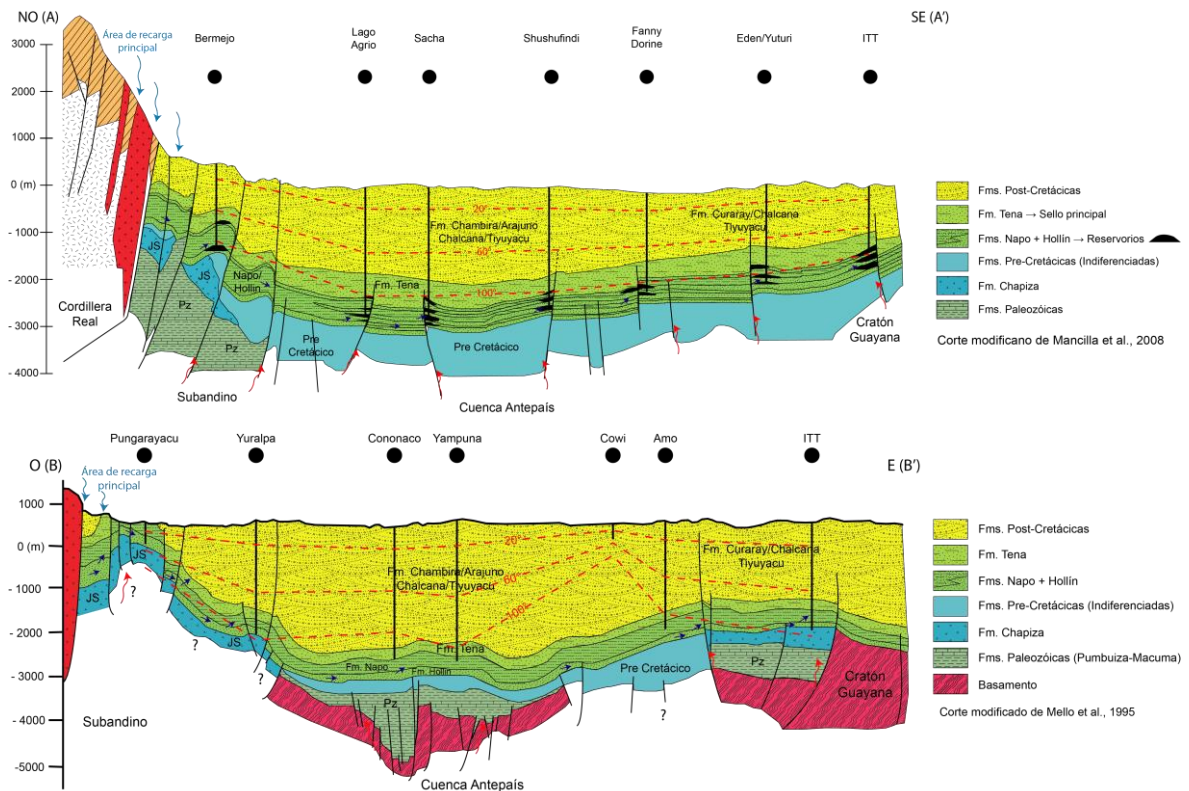 NO (A)
SE (A’)
Área de recarga
principal
Bermejo
Lago
Agrio
Sacha
Shushufindi
Fanny
Dorine
Eden/Yuturi
ITT
3000
2000
1000
0 (m)
- 1000
- 2000
- 3000
- 4000
20°
Fm. Chambira/Arajuno
Chalcana/Tiyuyacu
Fm. Curaray/Chalcana
Tiyuyacu
60°
JS
JS
Napo/
Hollín
Fm. Tena
100°
Pz
Pz
Cordillera
Real
Pre
Cretácico
Pre Cretácico
Cratón
Guayana
Subandino
Cuenca Antepaís
Fms. Post-Cretácicas
Fm. Tena → Sello principal
Fms. Napo + Hollín → Reservorios
Fms. Pre-Cretácicas (Indiferenciadas)
Fm. Chapiza
Fms. Paleozóicas
Corte modificano de Mancilla et al., 2008
Pungarayacu
Yuralpa
Cononaco
Yampuna
Cowi
Amo
ITT
O (B)
E (B’)
Área de recarga
principal
1000
0 (m)
-1000
- 2000
-3000
-4000
-5000
JS
JS
?
?
JS
?
?
20°
Fm. Chambira/Arajuno
Chalcana/Tiyuyacu
60°
100°
Fm. Curaray/Chalcana
Tiyuyacu
Fm. Tena
Fm. Napo
Fm. Hollín
Pz
Pre Cretácico
?
Pz
Cratón
Guayana
Subandino
Cuenca Antepaís
Fms. Post-Cretácicas
Fm. Tena
Fms. Napo + Hollín
Fms. Pre-Cretácicas (Indiferenciadas)
Fm. Chapiza
Fms. Paleozóicas (Pumbuiza-Macuma)
Basamento
Corte modificado de Mello et al., 1995